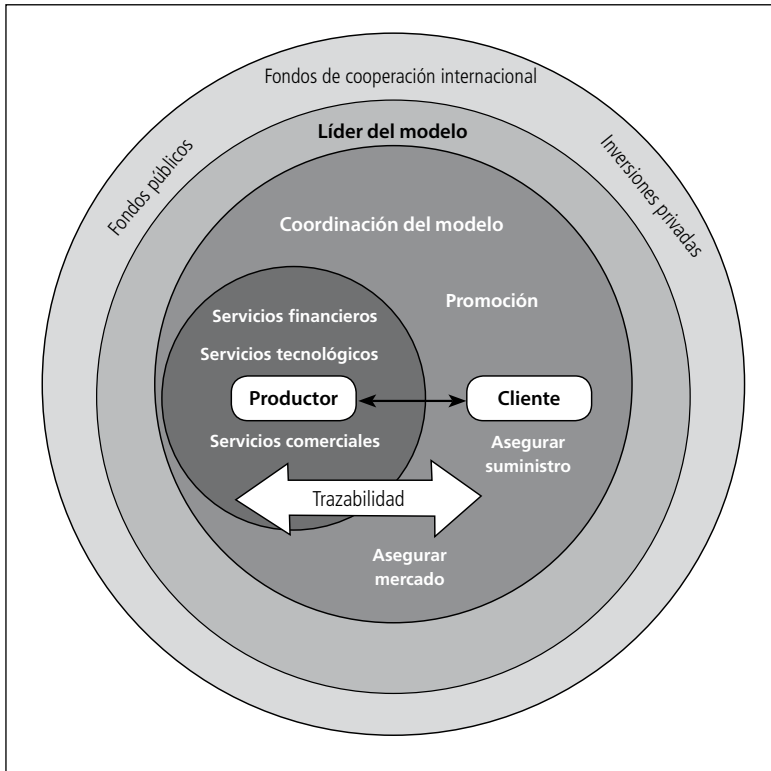 Fondos de cooperación internacional
Líder del modelo
Fondos públicos
Inversiones privadas
Coordinación del modelo
Promoción
Servicios financieros
Servicios tecnológicos
Productor
Cliente
Servicios comerciales
Asegurar
suministro
Trazabilidad
Asegurar
mercado